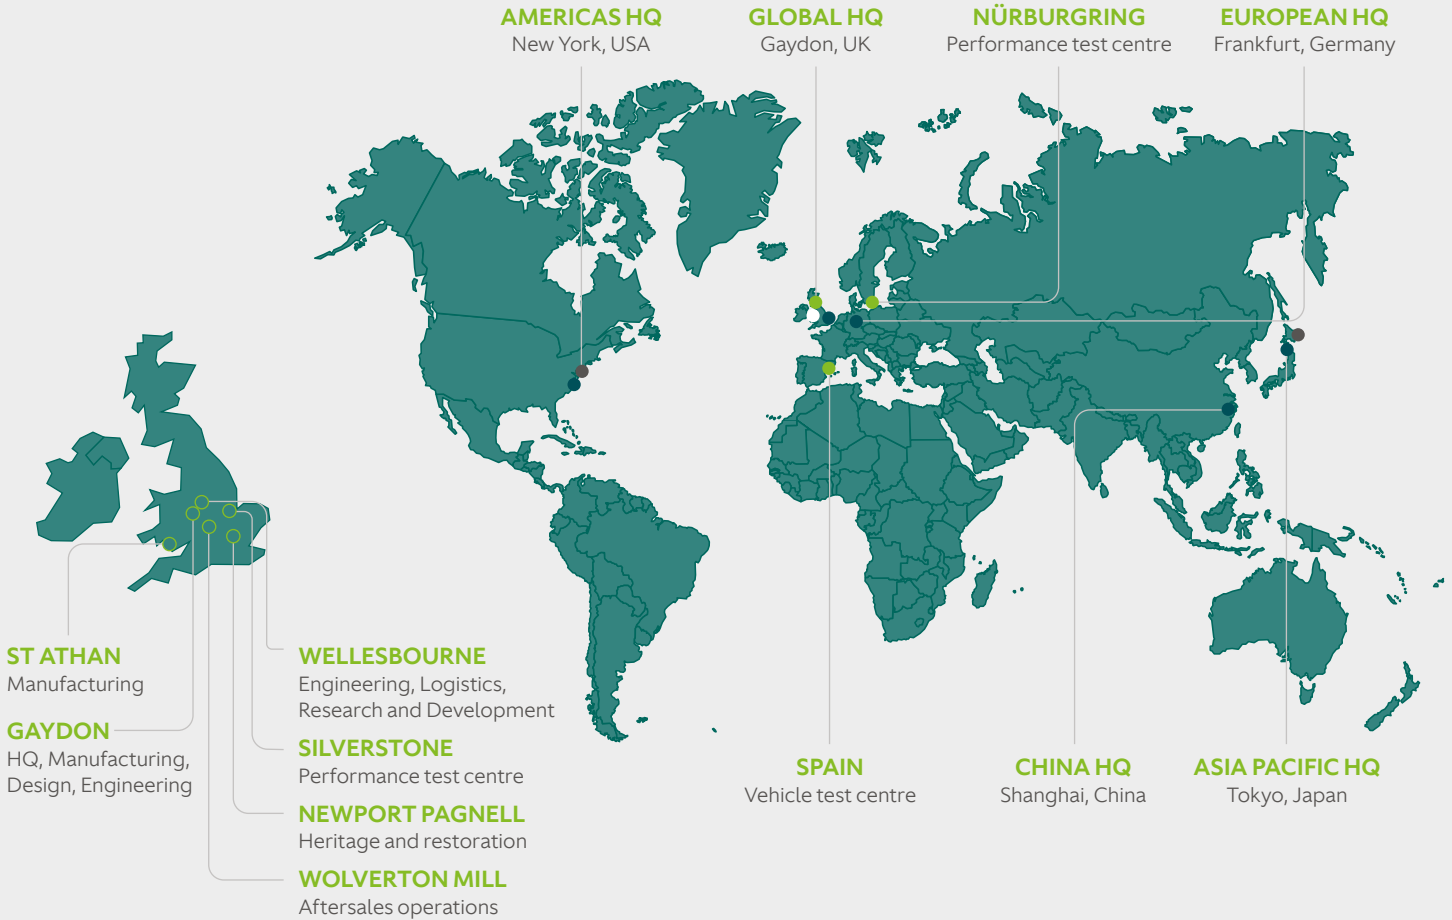 AMERICAS HQ
New York, USA
GLOBAL HQ
Gaydon, UK
NÜRBURGRING
Performance test centre
EUROPEAN HQ
Frankfurt, Germany
ST ATHAN
Manufacturing
GAYDON
HQ, Manufacturing,
Design, Engineering
WELLESBOURNE
Engineering, Logistics,
Research and Development
SILVERSTONE
Performance test centre
NEWPORT PAGNELL
Heritage and restoration
WOLVERTON MILL
Aftersales operations
SPAIN
Vehicle test centre
CHINA HQ
Shanghai, China
ASIA PACIFIC HQ
Tokyo, Japan